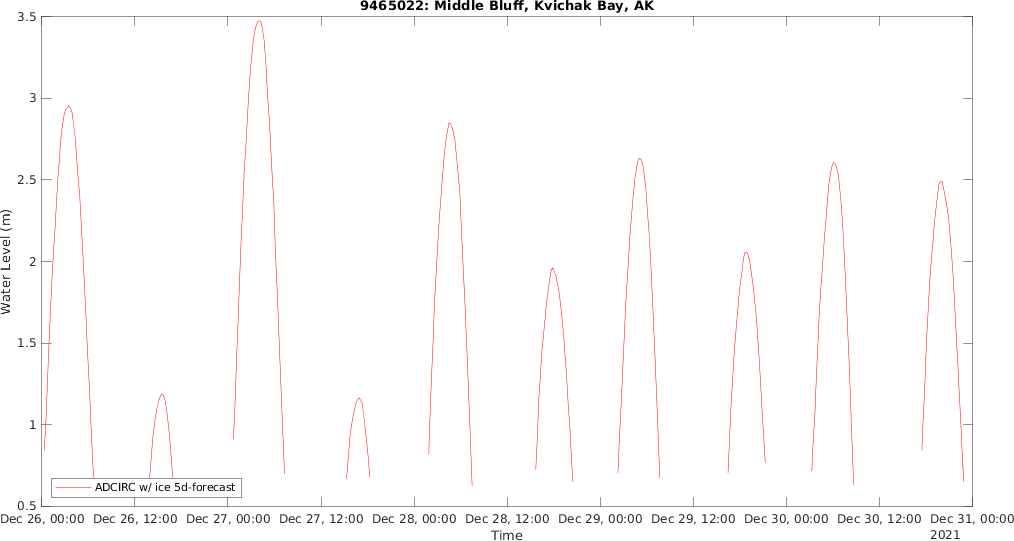 9465022: Middle Bluff, Kvichak Bay, AK
3.5
3
2.5
2
1.5
1
0.5
Water Level (m)
ADCIRC w/ ice 5d-forecast
Dec 26, 00:00 Dec 26, 12:00 Dec 27, 00:00 Dec 27, 12:00 Dec 28, 00:00 Dec 28, 12:00 Dec 29, 00:00 Dec 29, 12:00 Dec 30, 00:00 Dec 30, 12:00 Dec 31, 00:00
Time
2021